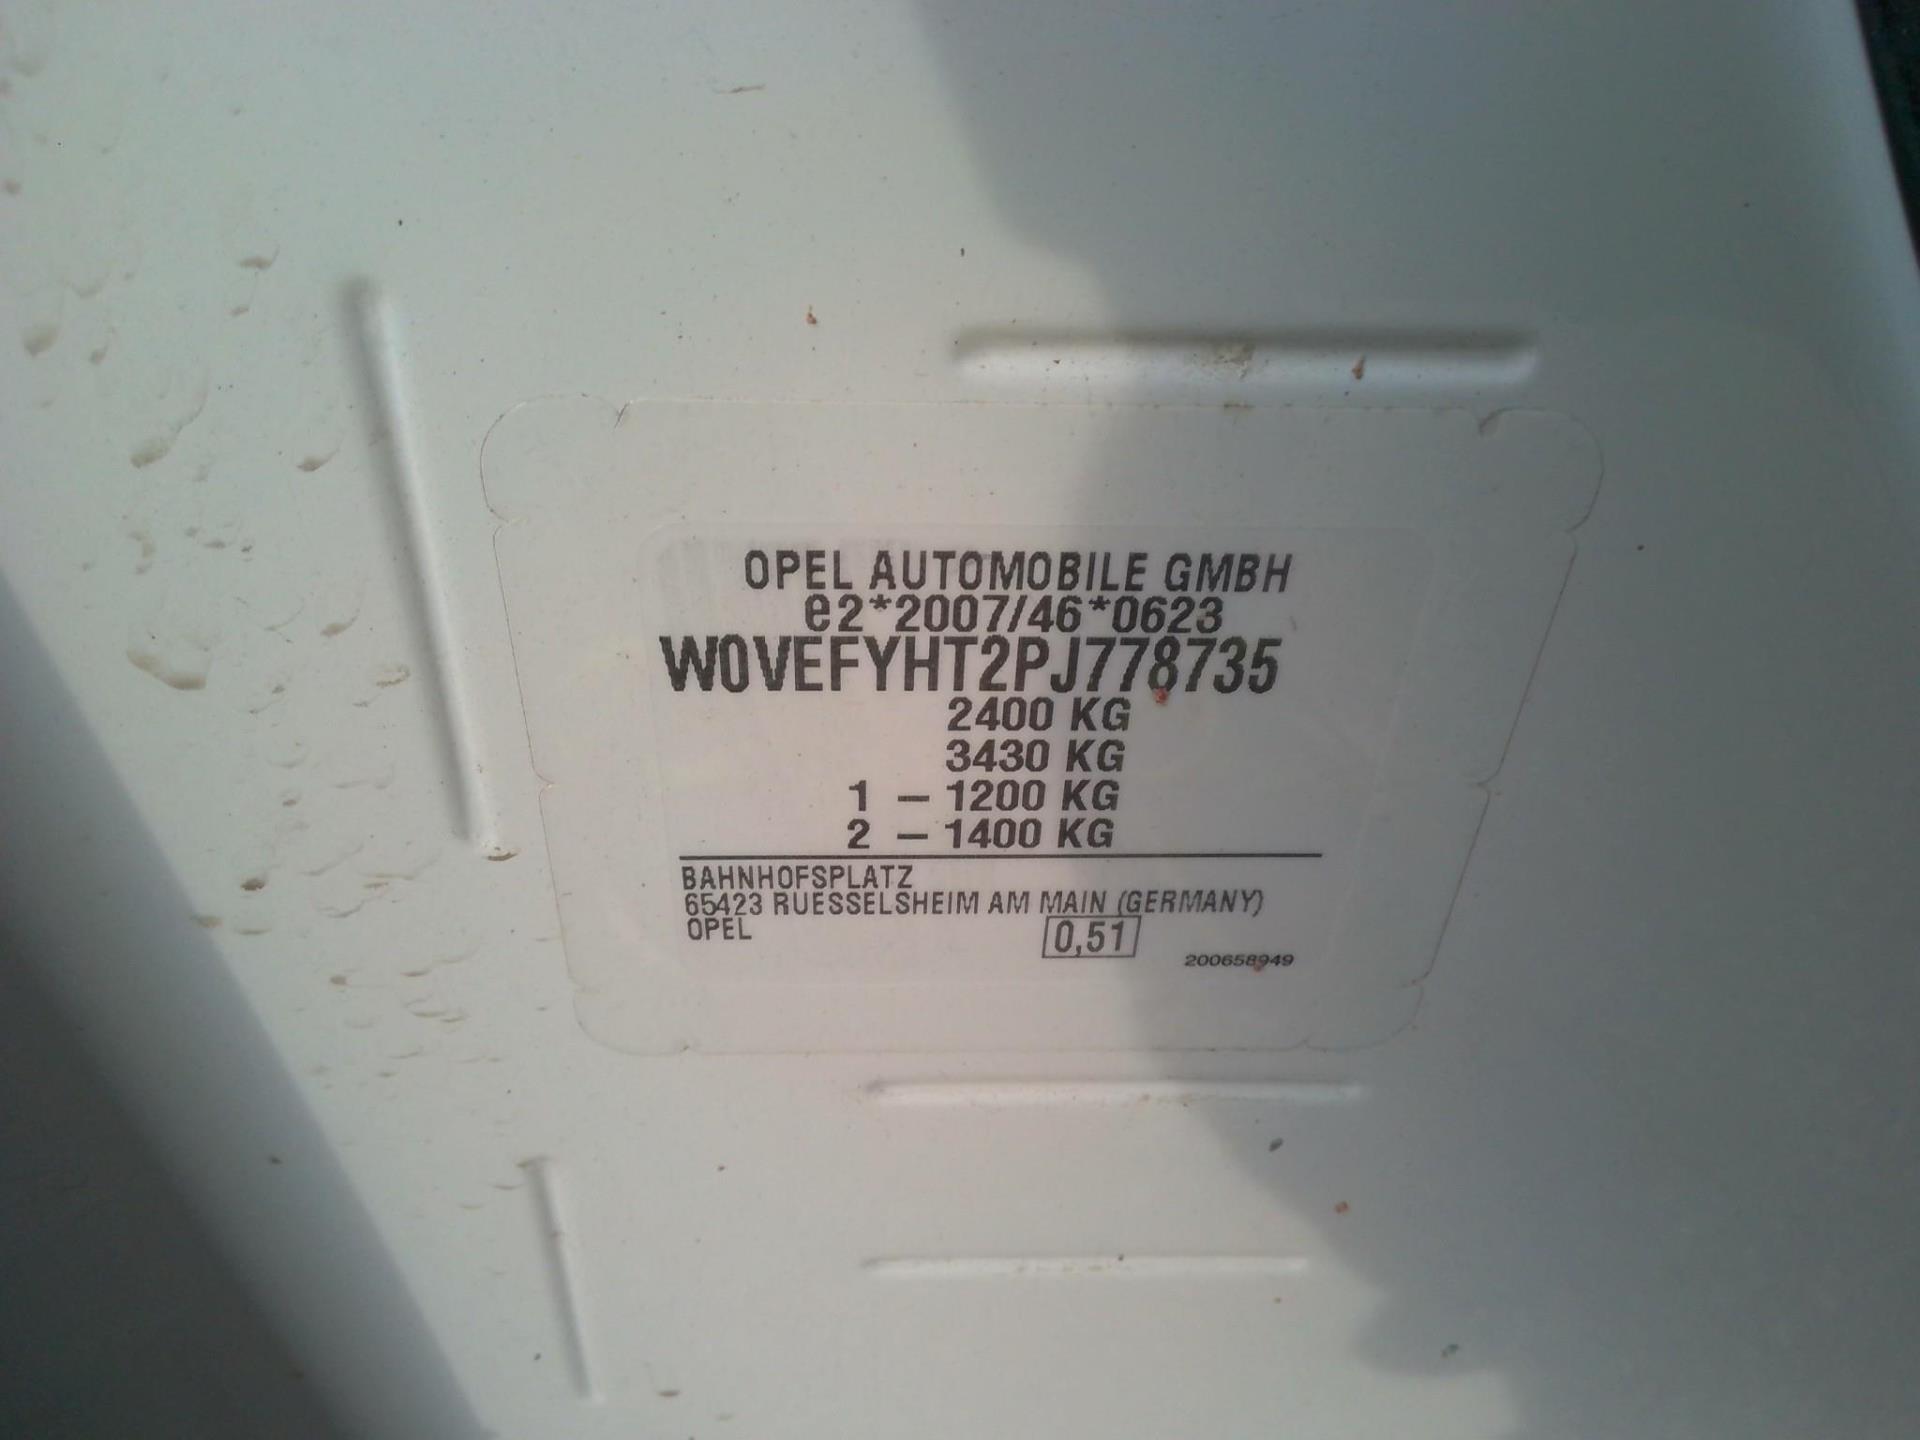 OPEL AUTOMOBILE GMBH
e2*2007/46*0623
W0VEFYHT2PJ778735
2400 KG
3430 KG
1 – 1200 KG
2 – 1400 KG
BAHNHOFSPLATZ
65423 RUESSELSHEIM AM MAIN (GERMANY)
OPEL 0,51
200658949